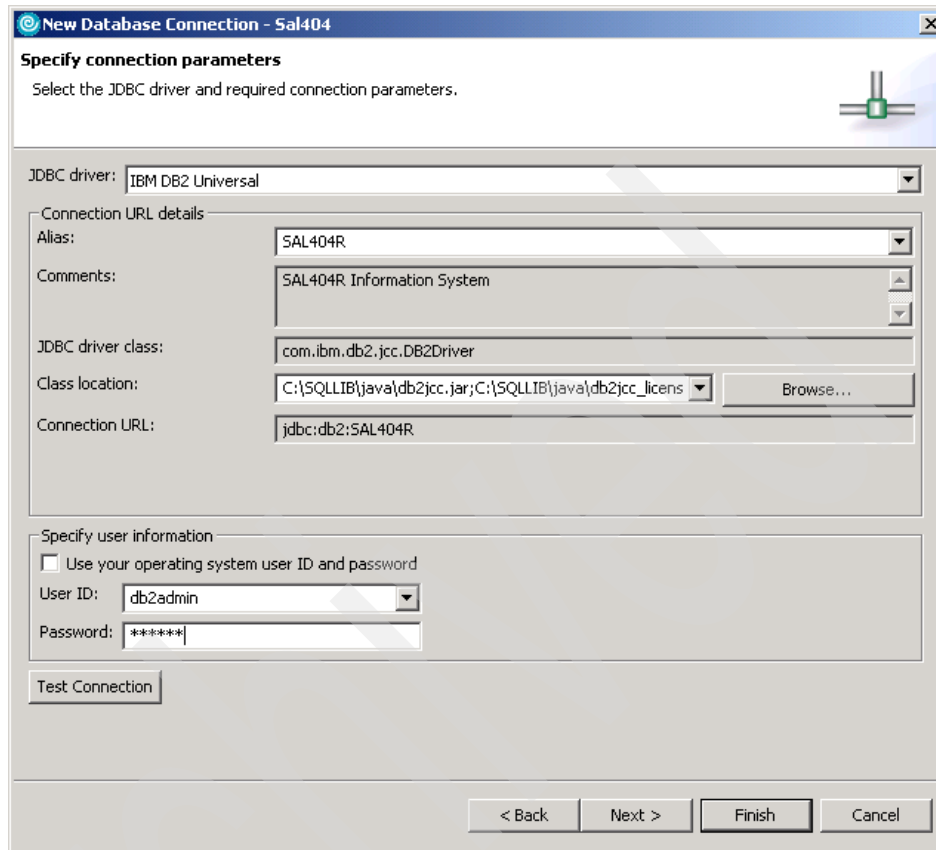 New Database Connection - Sal404
Specify connection parameters
Select the JDBC driver and required connection parameters.
JDBC driver: IBM DB2 Universal
Connection URL details
Alias: SAL404R
Comments: SAL404R Information System
JDBC driver class: com.ibm.db2.jcc.DB2Driver
Class location: C:\SQLLIB\java\db2jcc.jar;C:\SQLLIB\java\db2jcc_licens Browse...
Connection URL: jdbc:db2:SAL404R
Specify user information
Use your operating system user ID and password
User ID: db2admin
Password: ******
Test Connection
< Back Next > Finish Cancel